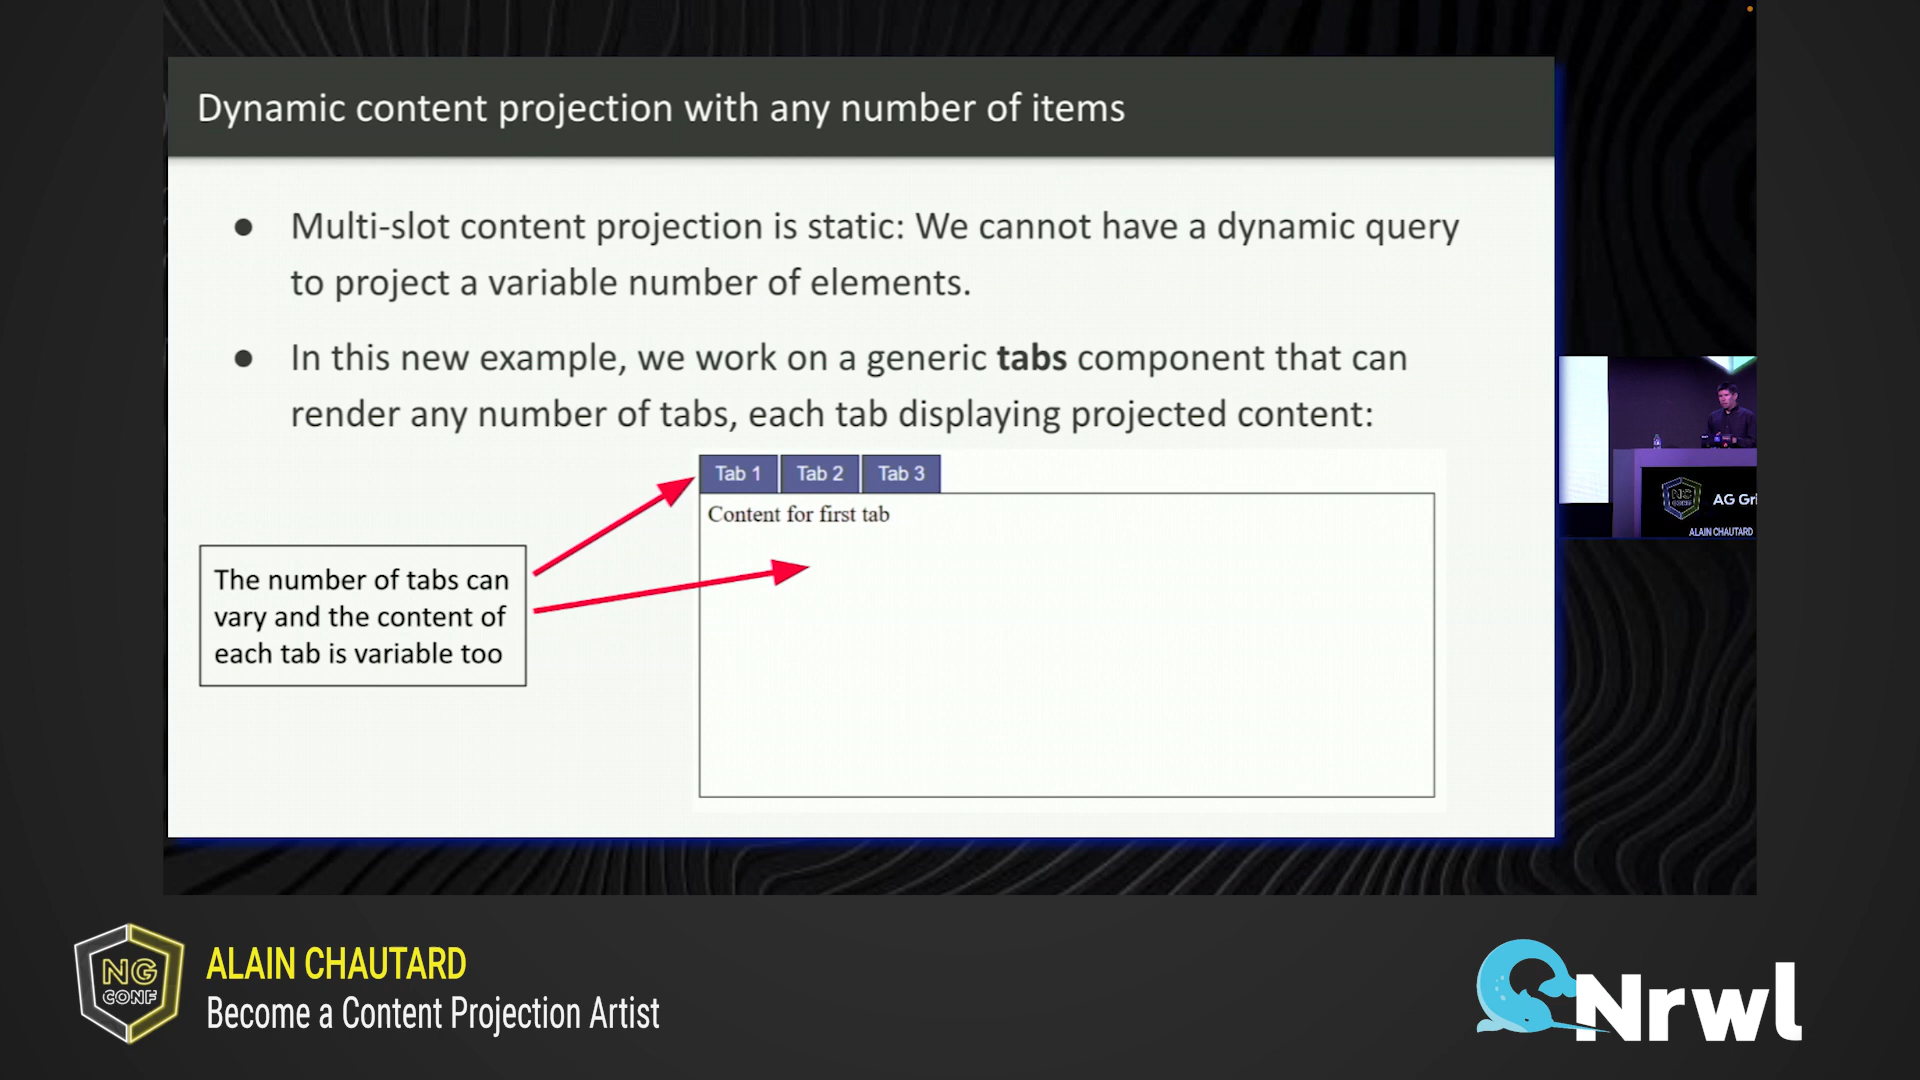 Dynamic content projection with any number of items
● Multi-slot content projection is static: We cannot have a dynamic query
to project a variable number of elements.
● In this new example, we work on a generic tabs component that can
render any number of tabs, each tab displaying projected content:
Tab 1 Tab 2 Tab 3
Content for first tab
The number of tabs can
vary and the content of
each tab is variable too
NG CONF
AG Gri
ALAIN CHAUTARD
NG
CONF
ALAIN CHAUTARD
Become a Content Projection Artist
Nrwl